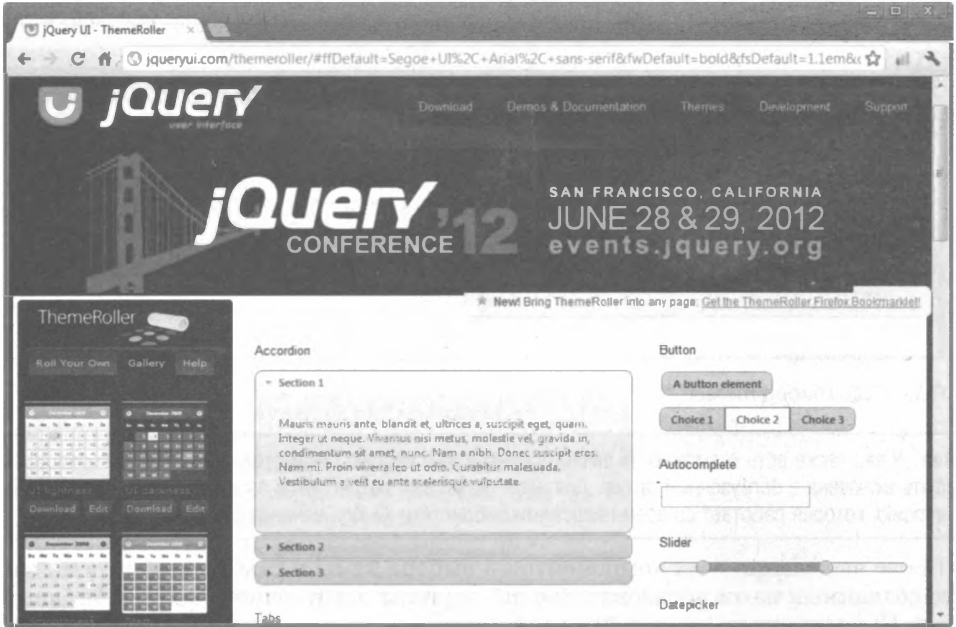 jQuery UI - ThemeRoller
jqueryui.com/themeroller/#ffDefault=Segoe+UI%2C+Arial%2C+sans-serif&fwDefault=bold&fsDefault=1.1em&
jQuery
user interface
Download Demos & Documentation Themes Development Support
jQuery '12
CONFERENCE
SAN FRANCISCO, CALIFORNIA
JUNE 28 & 29, 2012
events.jquery.org
New! Bring ThemeRoller into any page: Get the ThemeRoller Firefox Bookmarklet!
ThemeRoller
Roll Your Own Gallery Help
UI lightness UI darkness
Download Edit Download Edit
Accordion
Section 1
Mauris mauris ante, blandit et, ultrices a, suscipit eget, quam.
Integer ut neque. Vivamus nisi metus, molestie vel, gravida in,
condimentum sit amet, nunc. Nam a nibh. Donec suscipit eros.
Nam mi. Proin viverra leo ut odio. Curabitur malesuada.
Vestibulum a velit eu ante scelerisque vulputate.
Section 2
Section 3
Tabs
Button
A button element
Choice 1 Choice 2 Choice 3
Autocomplete
Slider
Datepicker